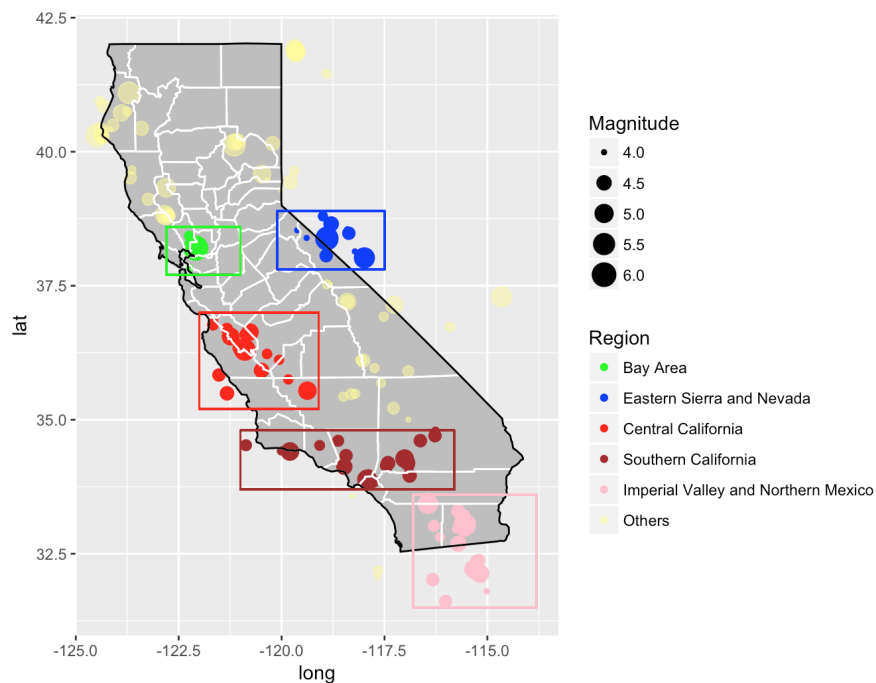 42.5
40.0
37.5
35.0
32.5
lat
-125.0
-122.5
-120.0
-117.5
-115.0
long
Magnitude
4.0
4.5
5.0
5.5
6.0
Region
Bay Area
Eastern Sierra and Nevada
Central California
Southern California
Imperial Valley and Northern Mexico
Others